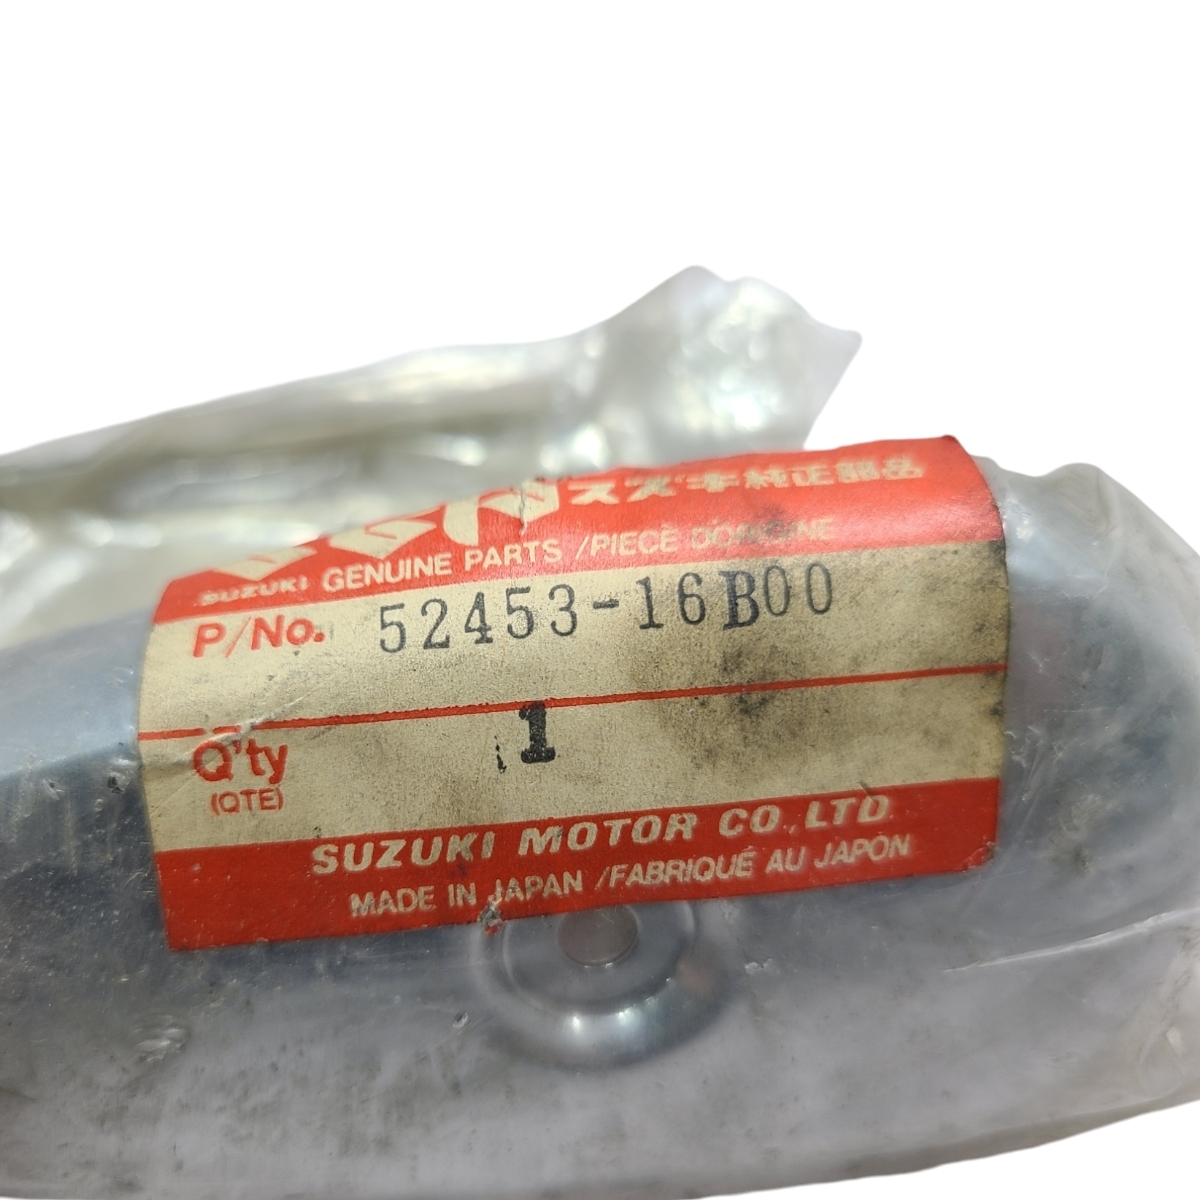 スズキ純正部品
SUZUKI GENUINE PARTS /PIECE D'ORIGINE
P/No. 52453-16B00
Q'ty 1
(QTE)
SUZUKI MOTOR CO.,LTD.
MADE IN JAPAN /FABRIQUÉ AU JAPON